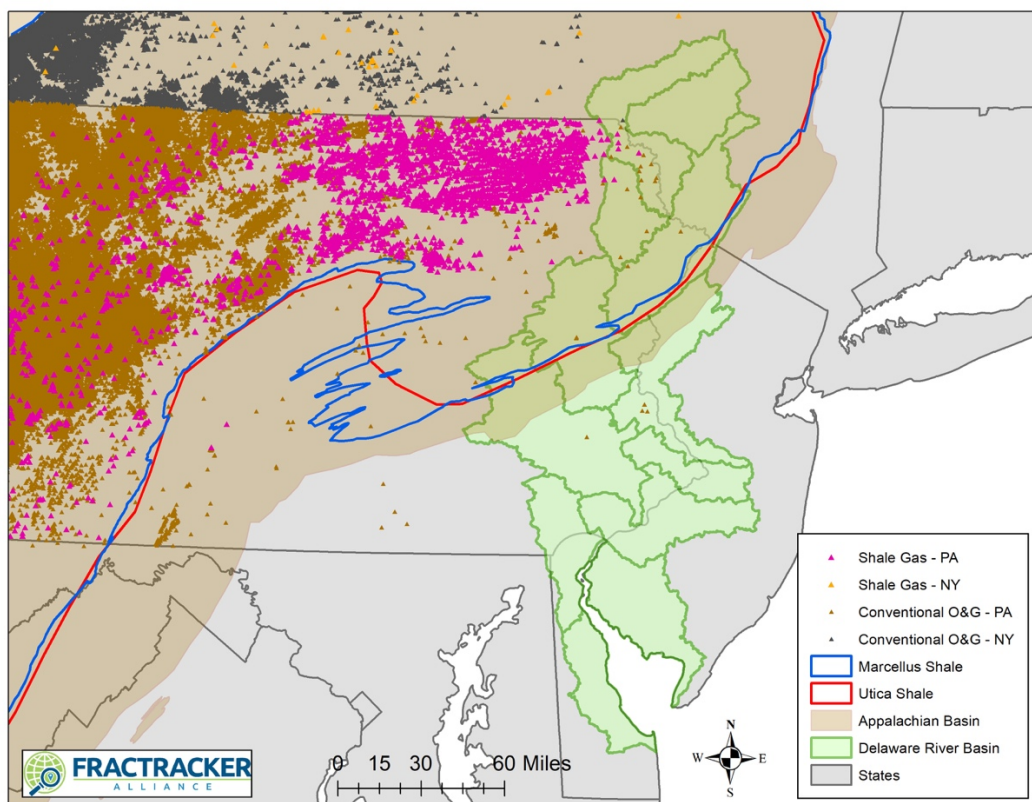 Shale Gas - PA
Shale Gas - NY
Conventional O&G - PA
Conventional O&G - NY
Marcellus Shale
Utica Shale
Appalachian Basin
Delaware River Basin
States
N
W E
S
0 15 30 60 Miles
FRACTRACKER
ALLIANCE